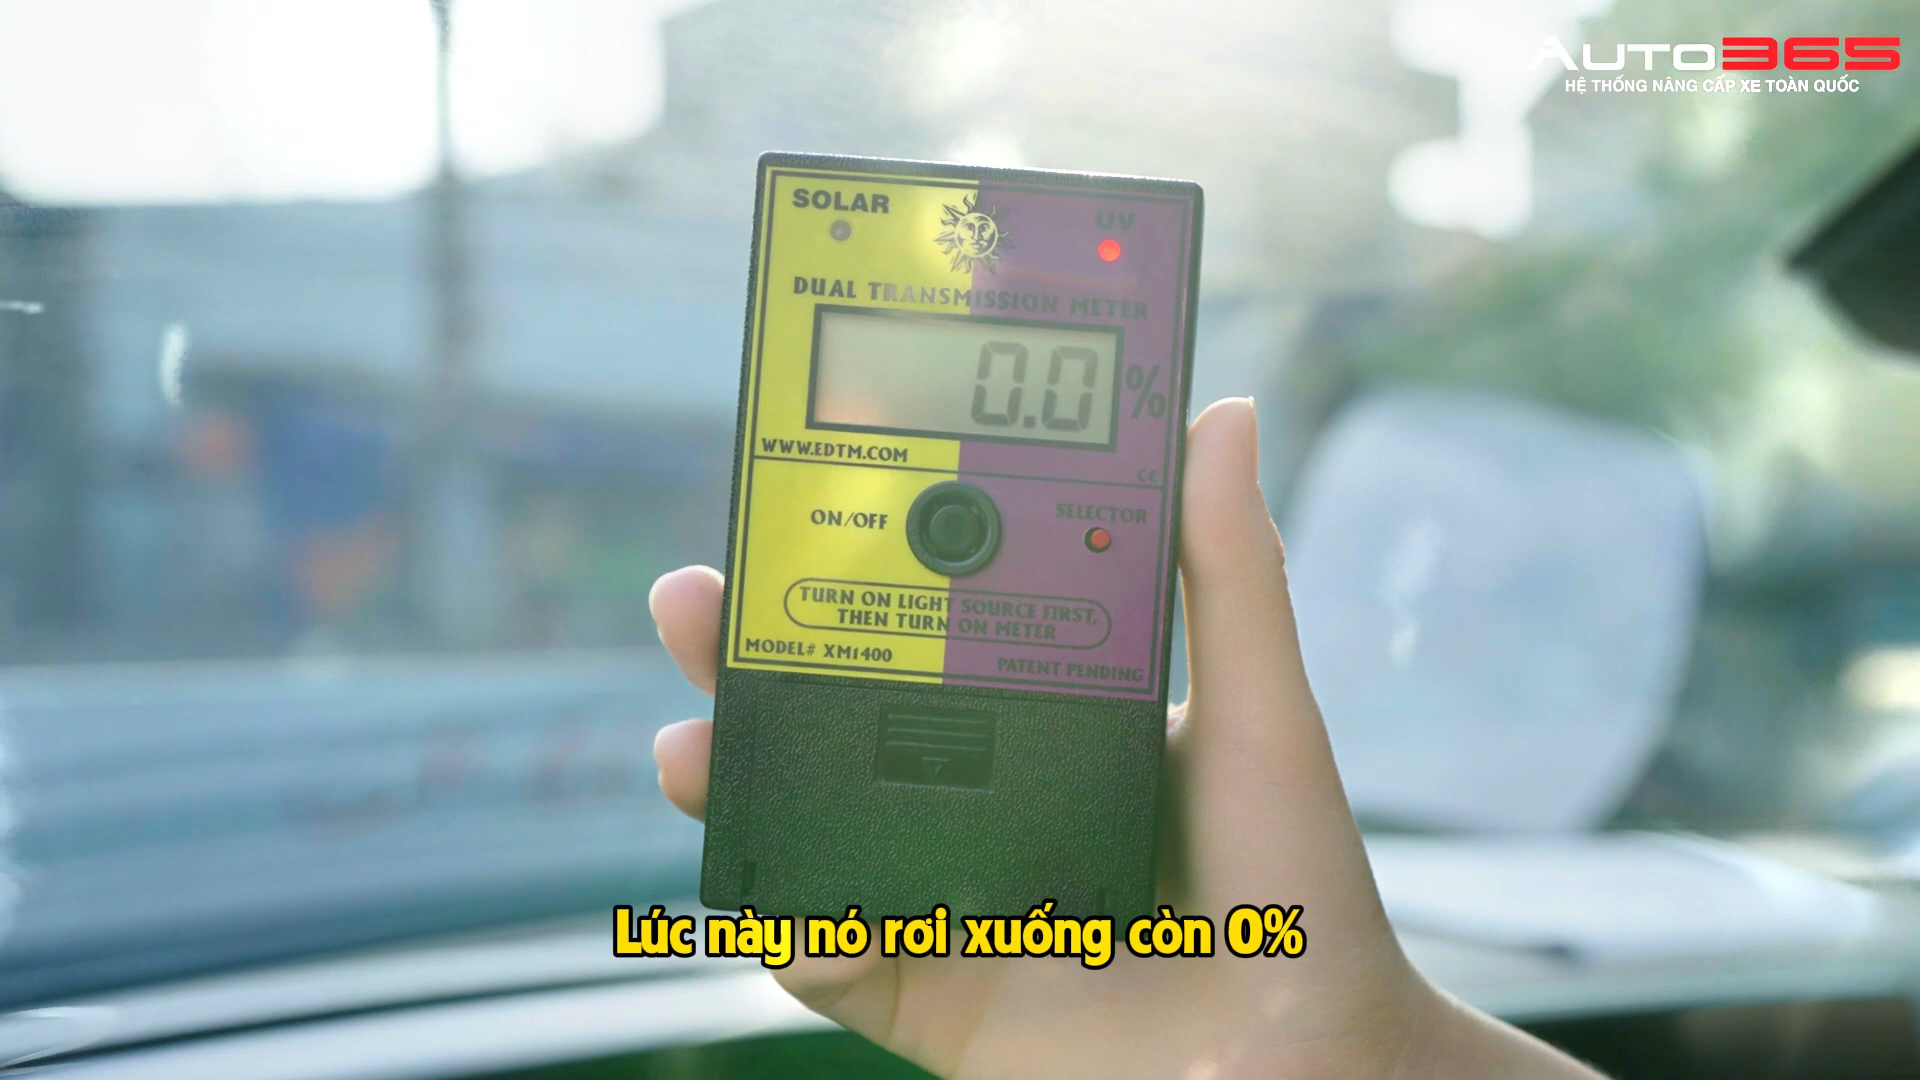 AUTO365
HỆ THỐNG NÂNG CẤP XE TOÀN QUỐC
SOLAR
UV
DUAL TRANSMISSION METER
0.0 %
WWW.EDTM.COM
CE
ON/OFF
SELECTOR
TURN ON LIGHT SOURCE FIRST,
THEN TURN ON METER
MODEL# XM1400
PATENT PENDING
Lúc này nó rơi xuống còn 0%